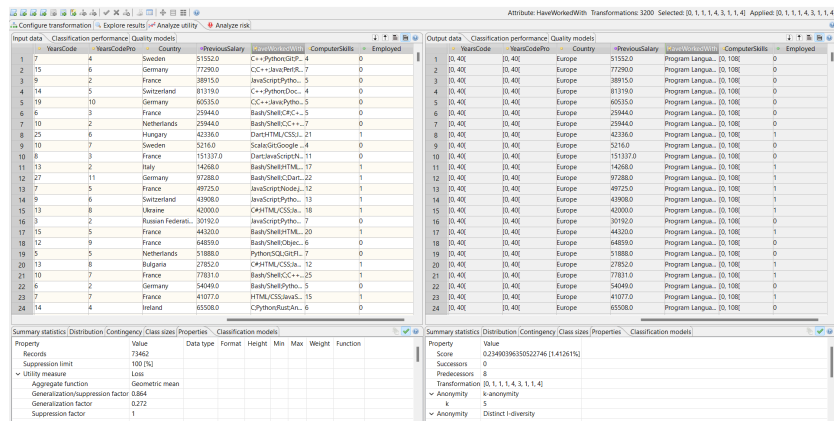 Attribute: HaveWorkedWith Transformations: 3200 Selected: [0, 1, 1, 1, 4, 3, 1, 1, 4] Applied: [0, 1, 1, 1, 4, 3, 1, 1, 4
Configure transformation Explore results Analyze utility Analyze risk
Input data Classification performance Quality models
YearsCode YearsCodePro Country PreviousSalary HaveWorkedWith ComputerSkills Employed
1 7 4 Sweden 51552.0 C++;Python;Git;P... 4 0
2 15 6 Germany 77290.0 C;C++;Java;Perl;R... 7 0
3 9 2 France 38915.0 JavaScript;Pytho... 5 0
4 14 5 Switzerland 81319.0 C++;Python;Doc... 4 0
5 19 10 Germany 60535.0 C;C++;Java;Pytho... 5 0
6 6 3 France 25944.0 Bash/Shell;C#;C+... 5 0
7 10 2 Netherlands 25944.0 Bash/Shell;C;C++... 7 0
8 25 6 Hungary 42336.0 Dart;HTML/CSS;J... 21 1
9 10 7 Sweden 5216.0 Scala;Git;Google ... 4 0
10 8 3 France 151337.0 Dart;JavaScript;N... 11 0
11 13 2 Italy 14268.0 Bash/Shell;HTML... 17 1
12 27 11 Germany 97288.0 Bash/Shell;C;Dart... 22 1
13 7 5 France 49725.0 JavaScript;Node.j... 12 1
14 9 6 Switzerland 43908.0 JavaScript;Pytho... 13 1
15 13 8 Ukraine 42000.0 C#;HTML/CSS;Ja... 18 1
16 3 2 Russian Federati... 30192.0 JavaScript;Pytho... 7 0
17 15 5 France 44320.0 Bash/Shell;HTML... 20 1
18 12 9 France 64859.0 Bash/Shell;Objec... 6 0
19 5 5 Netherlands 51888.0 Python;SQL;Git;Fl... 7 0
20 13 8 Bulgaria 27852.0 C#;HTML/CSS;Ja... 12 1
21 10 7 France 77831.0 Bash/Shell;C;C++... 25 1
22 6 2 Germany 54049.0 Bash/Shell;Pytho... 5 0
23 7 7 France 41077.0 HTML/CSS;JavaS... 15 1
24 14 4 Ireland 65508.0 C;Python;Rust;An... 6 0
Output data Classification performance Quality models
YearsCode YearsCodePro Country PreviousSalary HaveWorkedWith ComputerSkills Employed
1 [0, 40[ [0, 40[ Europe 51552.0 Program Langua... [0, 108[ 0
2 [0, 40[ [0, 40[ Europe 77290.0 Program Langua... [0, 108[ 0
3 [0, 40[ [0, 40[ Europe 38915.0 Program Langua... [0, 108[ 0
4 [0, 40[ [0, 40[ Europe 81319.0 Program Langua... [0, 108[ 0
5 [0, 40[ [0, 40[ Europe 60535.0 Program Langua... [0, 108[ 0
6 [0, 40[ [0, 40[ Europe 25944.0 Program Langua... [0, 108[ 0
7 [0, 40[ [0, 40[ Europe 25944.0 Program Langua... [0, 108[ 0
8 [0, 40[ [0, 40[ Europe 42336.0 Program Langua... [0, 108[ 1
9 [0, 40[ [0, 40[ Europe 5216.0 Program Langua... [0, 108[ 0
10 [0, 40[ [0, 40[ Europe 151337.0 Program Langua... [0, 108[ 0
11 [0, 40[ [0, 40[ Europe 14268.0 Program Langua... [0, 108[ 1
12 [0, 40[ [0, 40[ Europe 97288.0 Program Langua... [0, 108[ 1
13 [0, 40[ [0, 40[ Europe 49725.0 Program Langua... [0, 108[ 1
14 [0, 40[ [0, 40[ Europe 43908.0 Program Langua... [0, 108[ 1
15 [0, 40[ [0, 40[ Europe 42000.0 Program Langua... [0, 108[ 1
16 [0, 40[ [0, 40[ Europe 30192.0 Program Langua... [0, 108[ 0
17 [0, 40[ [0, 40[ Europe 44320.0 Program Langua... [0, 108[ 1
18 [0, 40[ [0, 40[ Europe 64859.0 Program Langua... [0, 108[ 0
19 [0, 40[ [0, 40[ Europe 51888.0 Program Langua... [0, 108[ 0
20 [0, 40[ [0, 40[ Europe 27852.0 Program Langua... [0, 108[ 1
21 [0, 40[ [0, 40[ Europe 77831.0 Program Langua... [0, 108[ 1
22 [0, 40[ [0, 40[ Europe 54049.0 Program Langua... [0, 108[ 0
23 [0, 40[ [0, 40[ Europe 41077.0 Program Langua... [0, 108[ 1
24 [0, 40[ [0, 40[ Europe 65508.0 Program Langua... [0, 108[ 0
Summary statistics Distribution Contingency Class sizes Properties Classification models
Property Value Data type Format Height Min Max Weight Function
Records 73462
Suppression limit 100 [%]
Utility measure Loss
Aggregate function Geometric mean
Generalization/suppression factor 0.864
Generalization factor 0.272
Suppression factor 1
Summary statistics Distribution Contingency Class sizes Properties Classification models
Property Value
Score 0.23490396350522746 [1.41261%]
Successors 0
Predecessors 8
Transformation [0, 1, 1, 1, 4, 3, 1, 1, 4]
Anonymity k-anonymity
k 5
Anonymity Distinct l-diversity